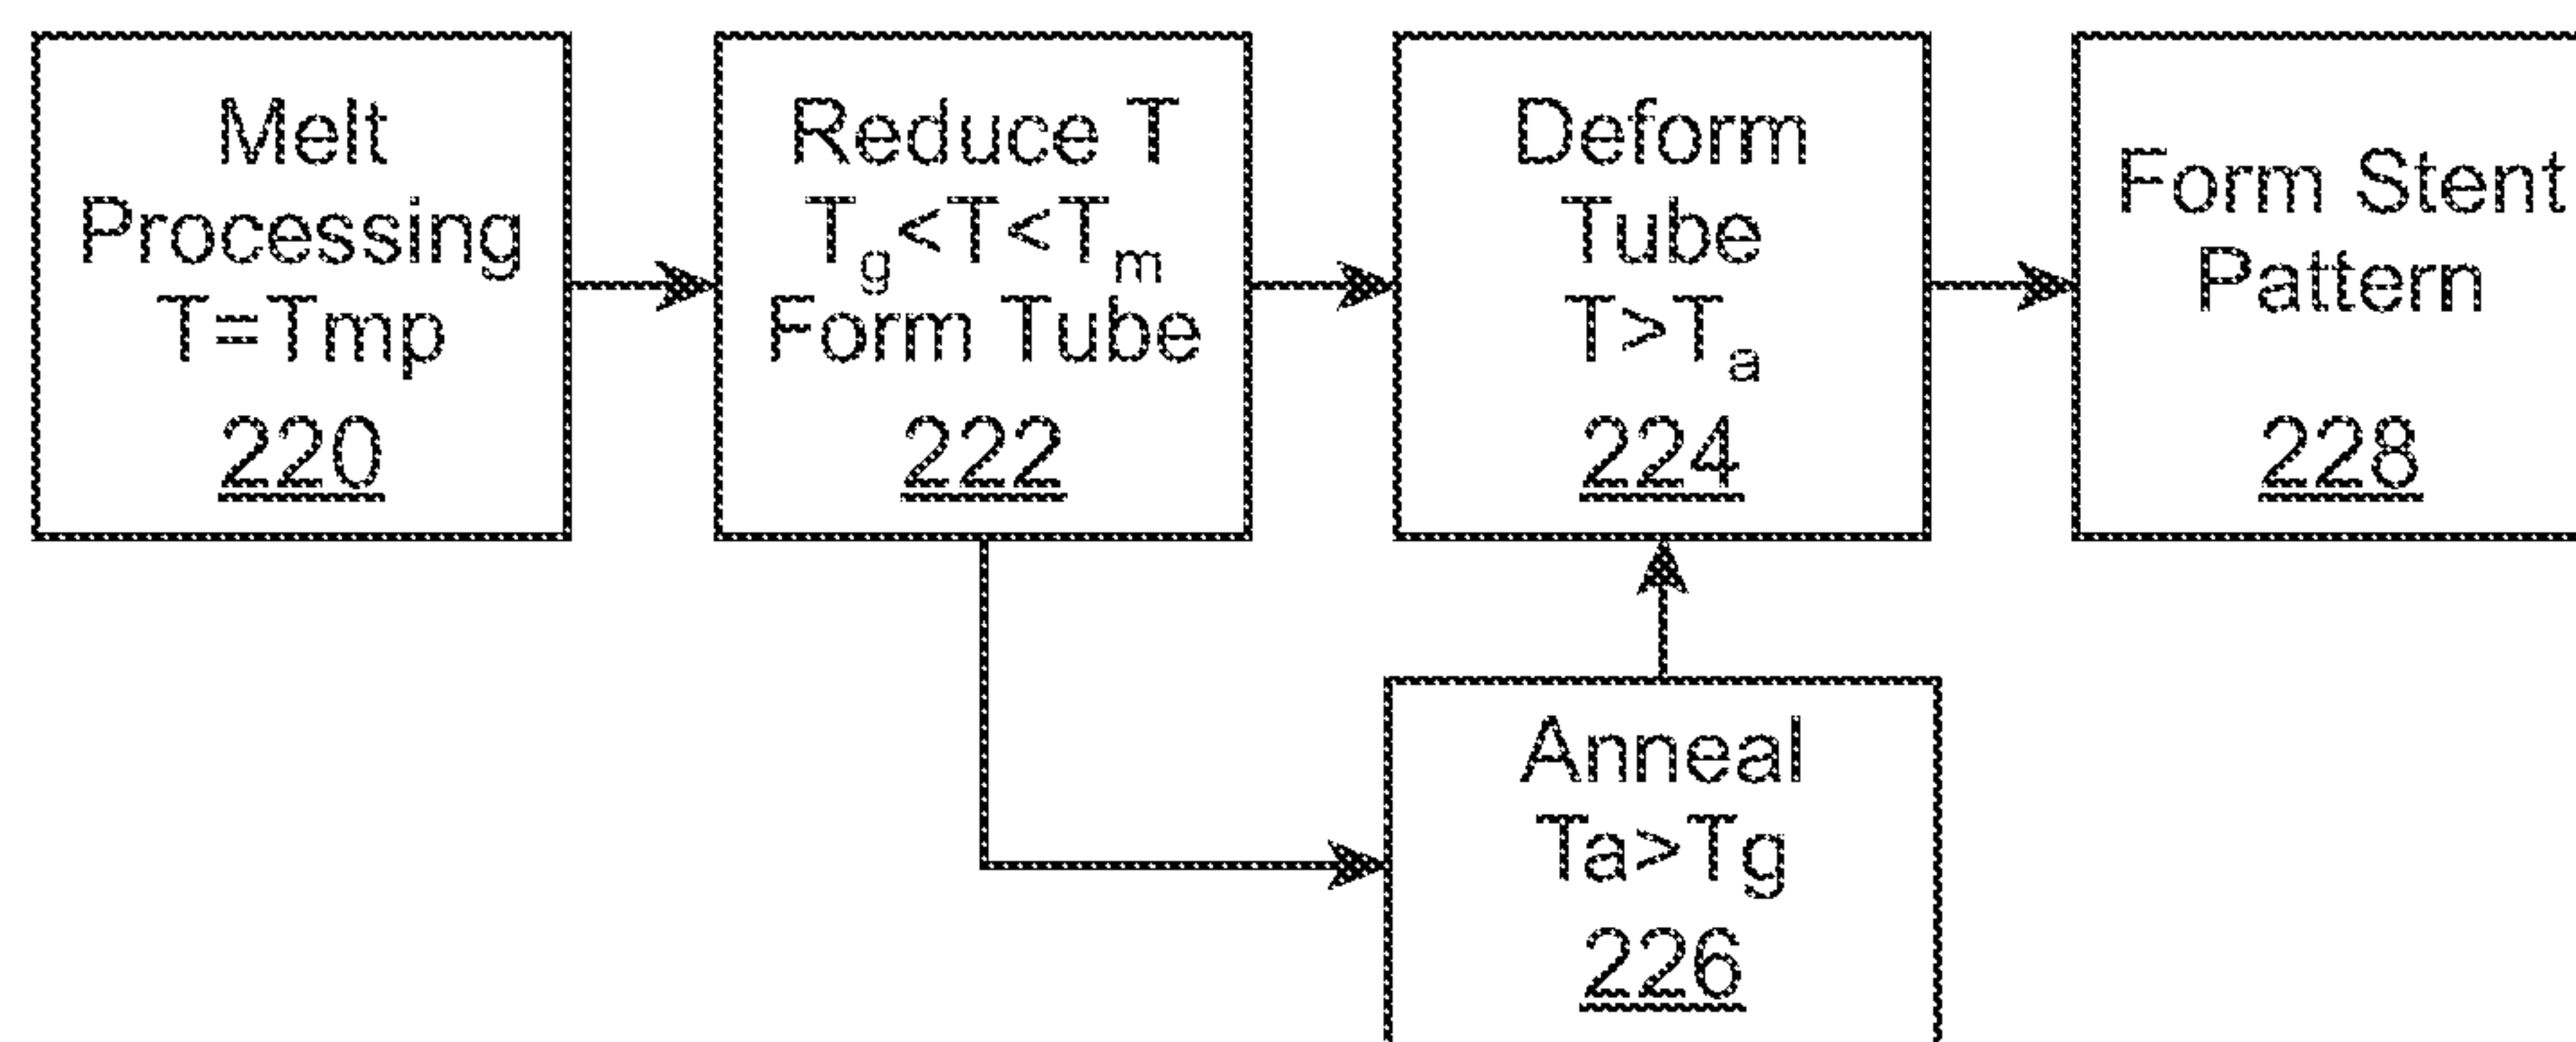 Melt
Processing
T=Tmp
220
Reduce T
Tg<T<Tm
Form Tube
222
Deform
Tube
T>Ta
224
Form Stent
Pattern
228
Anneal
Ta>Tg
226